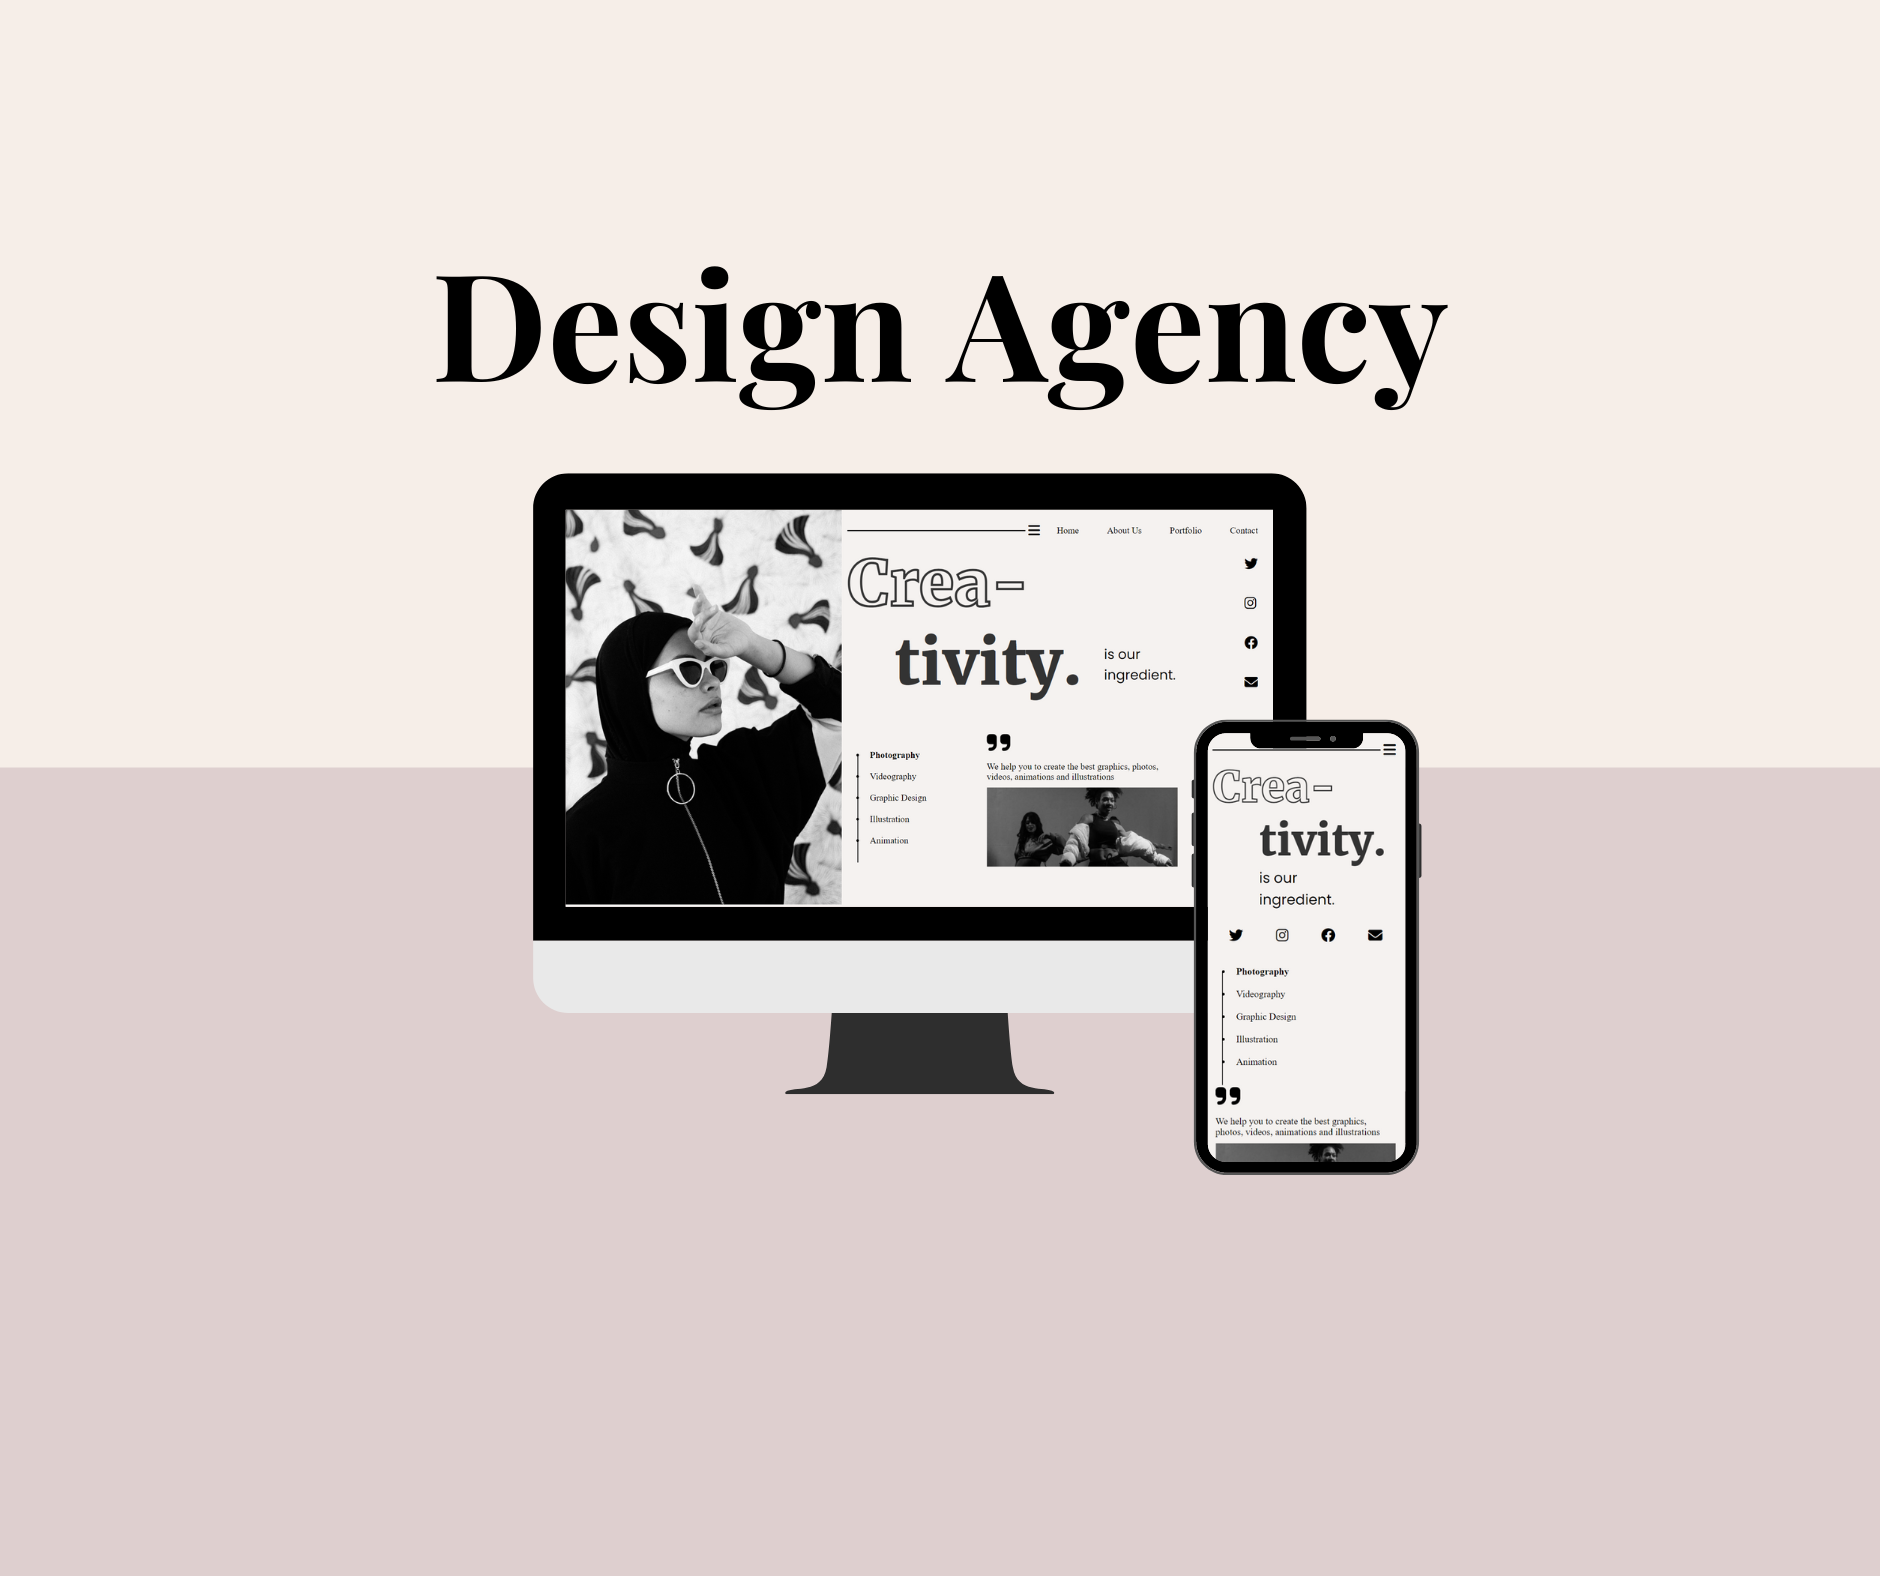 Design Agency
Home About Us Portfolio Contact
Crea-
tivity.
is our
ingredient.
Photography
Videography
Graphic Design
Illustration
Animation
❟❟
We help you to create the best graphics, photos,
videos, animations and illustrations
Crea-
tivity.
is our
ingredient.
Photography
Videography
Graphic Design
Illustration
Animation
❟❟
We help you to create the best graphics,
photos, videos, animations and illustrations